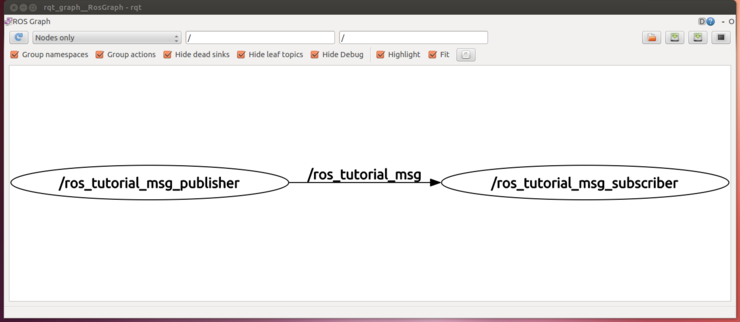 rqt_graph__RosGraph - rqt
ROS Graph
D ? - O
Nodes only / /
Group namespaces Group actions Hide dead sinks Hide leaf topics Hide Debug Highlight Fit
/ros_tutorial_msg_publisher /ros_tutorial_msg /ros_tutorial_msg_subscriber